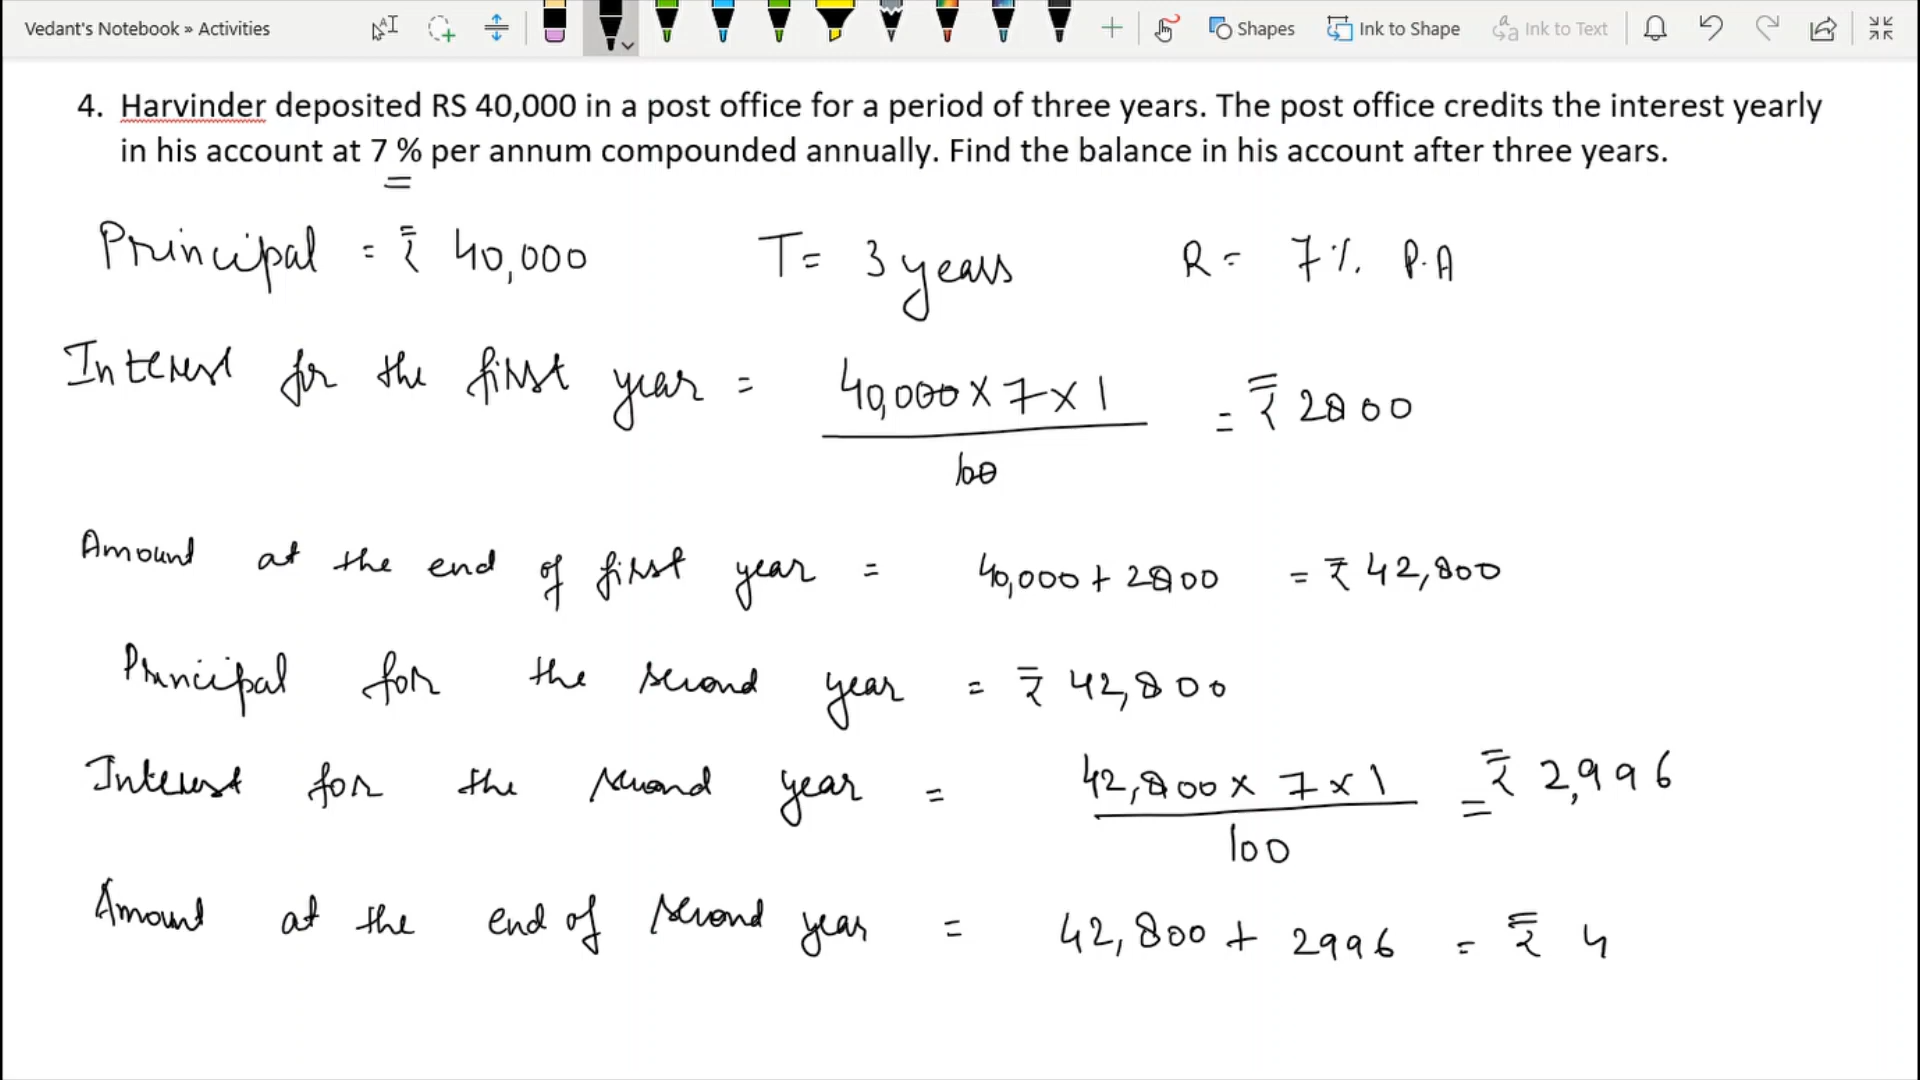 Vedant's Notebook » Activities
Shapes
Ink to Shape
Ink to Text
4. Harvinder deposited RS 40,000 in a post office for a period of three years. The post office credits the interest yearly
in his account at 7 % per annum compounded annually. Find the balance in his account after three years.
Principal = ₹ 40,000 T = 3 years R = 7 % P.A
Interest for the first year = 40,000 x 7 x 1 = ₹ 2800
100
Amount at the end of first year = 40,000 + 2800 = ₹ 42,800
Principal for the second year = ₹ 42,800
Interest for the second year = 42,800 x 7 x 1 = ₹ 2,996
100
Amount at the end of second year = 42,800 + 2996 = ₹ 4